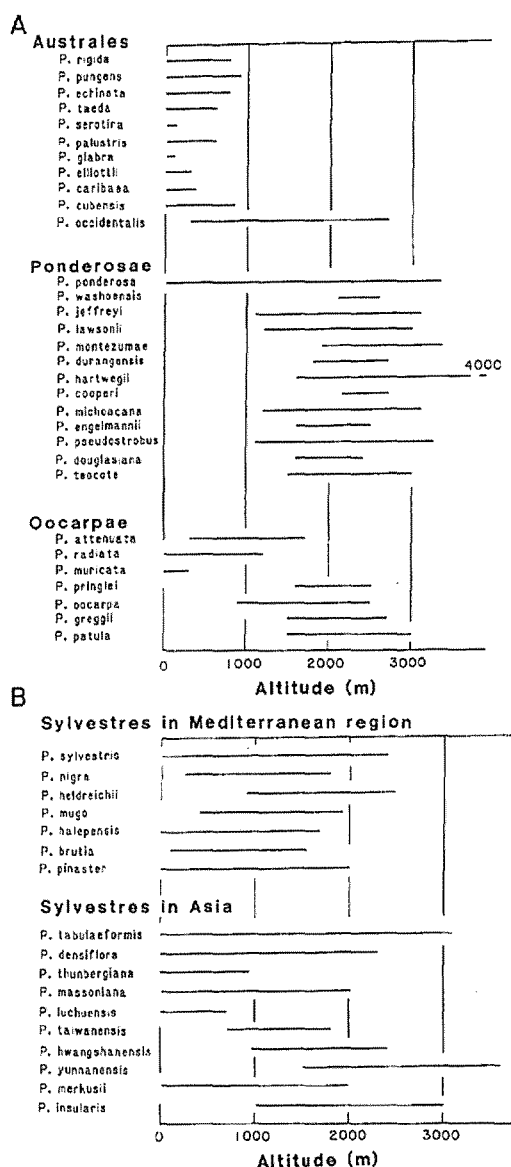 A
Australes
P. rigida
P. pungens
P. echinata
P. taeda
P. serotira
P. palustris
P. glabra
P. elliottii
P. caribaea
P. cubensis
P. occidentalis
Ponderosae
P. ponderosa
P. washoensis
P. jeffreyi
P. lawsonii
P. montezumae
P. durangensis
4000
P. hartwegii
P. cooperi
P. michoacana
P. engelmannii
P. pseudostrobus
P. douglasiana
P. teocote
Oocarpae
P. attenuata
P. radiata
P. muricata
P. pringlei
P. oocarpa
P. greggii
P. patula
0 1000 2000 3000
Altitude (m)
B
Sylvestres in Mediterranean region
P. sylvestris
P. nigra
P. heldreichii
P. mugo
P. halepensis
P. brutia
P. pinaster
Sylvestres in Asia
P. tabulaeformis
P. densiflora
P. thunbergiana
P. massoniana
P. luchuensis
P. taiwanensis
P. hwangshanensis
P. yunnanensis
P. merkusii
P. insularis
0 1000 2000 3000
Altitude (m)